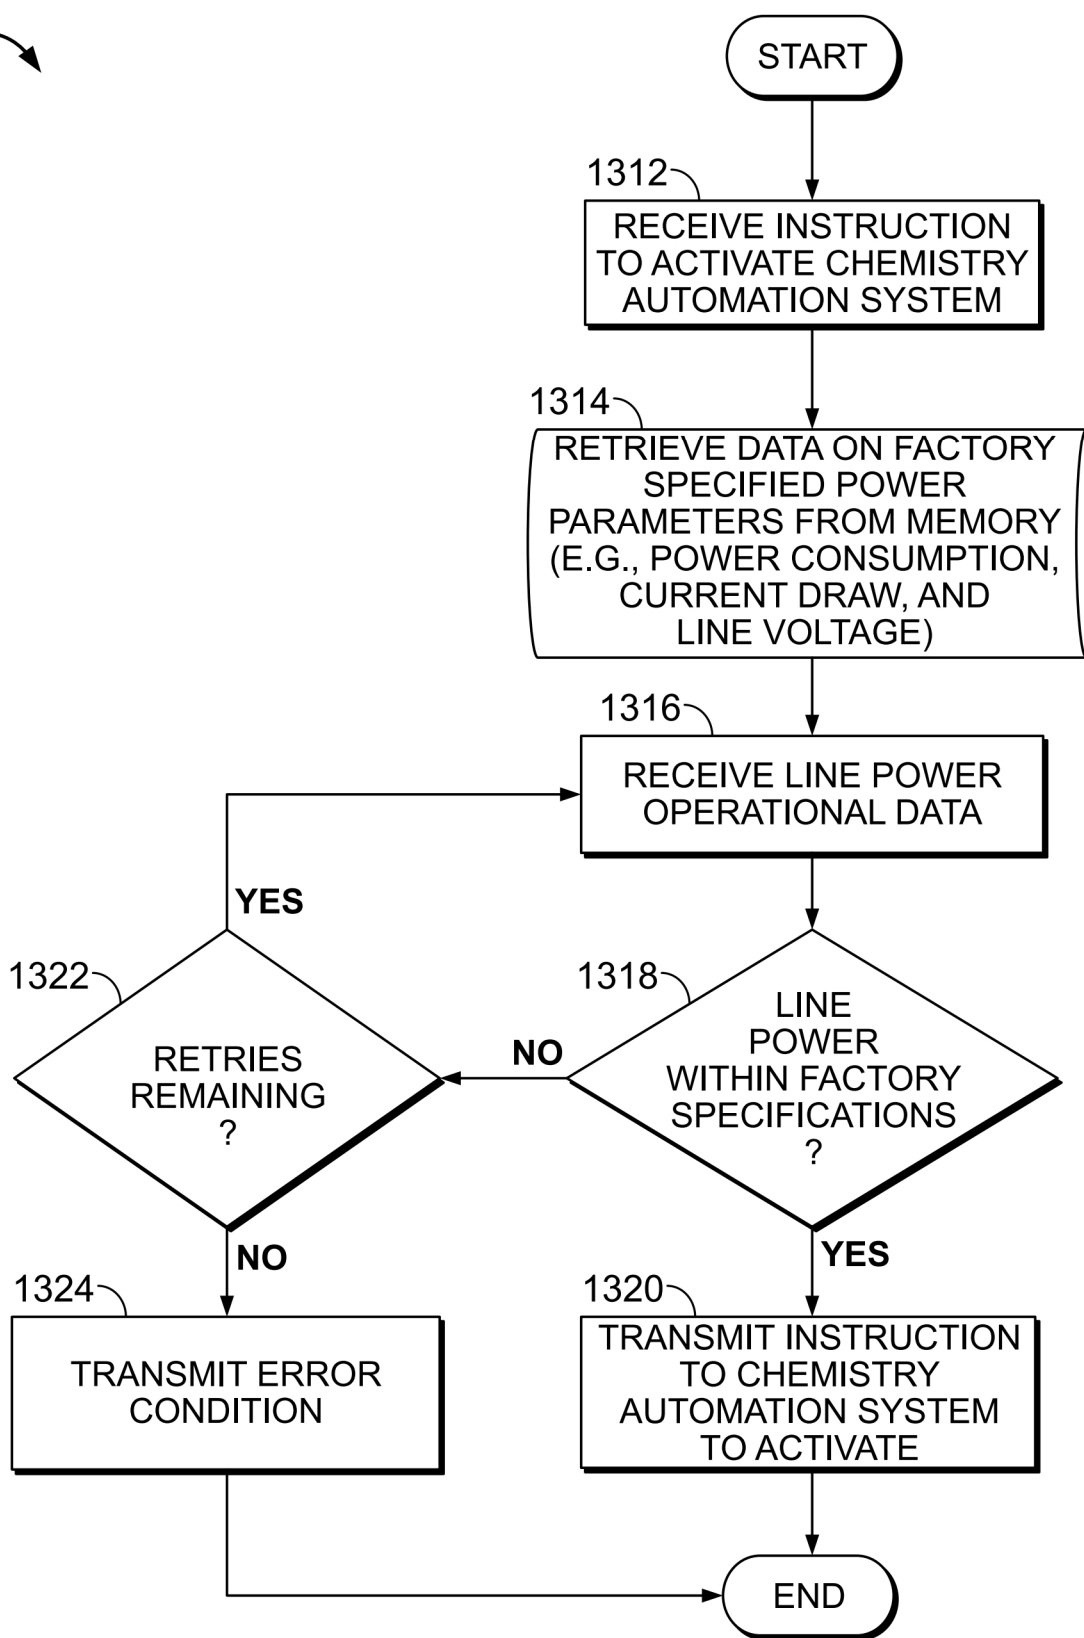 START
1312
RECEIVE INSTRUCTION
TO ACTIVATE CHEMISTRY
AUTOMATION SYSTEM
1314
RETRIEVE DATA ON FACTORY
SPECIFIED POWER
PARAMETERS FROM MEMORY
(E.G., POWER CONSUMPTION,
CURRENT DRAW, AND
LINE VOLTAGE)
1316
RECEIVE LINE POWER
OPERATIONAL DATA
YES
1322
RETRIES
REMAINING
?
NO
1318
LINE
POWER
WITHIN FACTORY
SPECIFICATIONS
?
NO
YES
1324
TRANSMIT ERROR
CONDITION
1320
TRANSMIT INSTRUCTION
TO CHEMISTRY
AUTOMATION SYSTEM
TO ACTIVATE
END